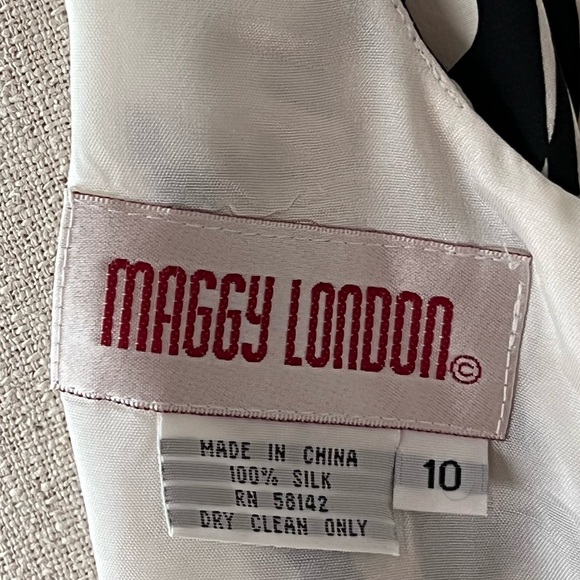 MAGGY LONDON©
MADE IN CHINA
100% SILK
RN 58142
DRY CLEAN ONLY
10